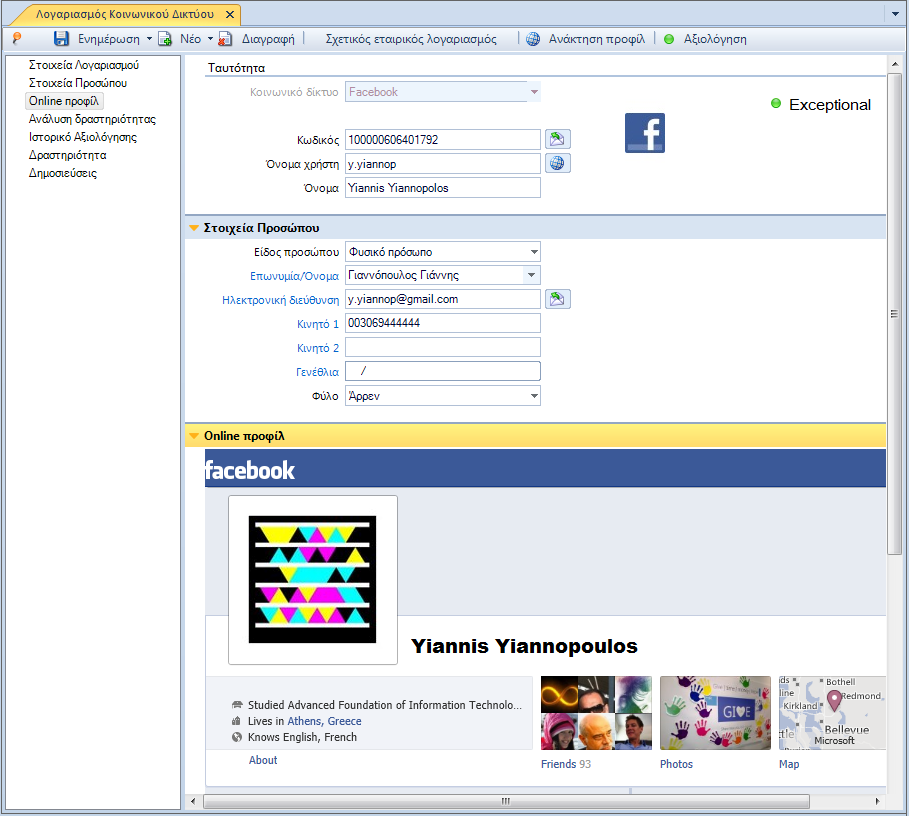 Λογαριασμός Κοινωνικού Δικτύου
Ενημέρωση Νέο Διαγραφή Σχετικός εταιρικός λογαριασμός Ανάκτηση προφίλ Αξιολόγηση
Στοιχεία Λογαριασμού
Στοιχεία Προσώπου
Online προφίλ
Ανάλυση δραστηριότητας
Ιστορικό Αξιολόγησης
Δραστηριότητα
Δημοσιεύσεις
Ταυτότητα
Κοινωνικό δίκτυο Facebook
Exceptional
Κωδικός 100000606401792
Όνομα χρήστη y.yiannop
Όνομα Yiannis Yiannopolos
Στοιχεία Προσώπου
Είδος προσώπου Φυσικό πρόσωπο
Επωνυμία/Όνομα Γιαννόπουλος Γιάννης
Ηλεκτρονική διεύθυνση y.yiannop@gmail.com
Κινητό 1 003069444444
Κινητό 2
Γενέθλια /
Φύλο Άρρεν
Online προφίλ
facebook
Yiannis Yiannopoulos
Studied Advanced Foundation of Information Technolo...
Lives in Athens, Greece
Knows English, French
About
GIVE
Bothell
Redmond
Kirkland
Bellevue
Microsoft
Friends 93
Photos
Map